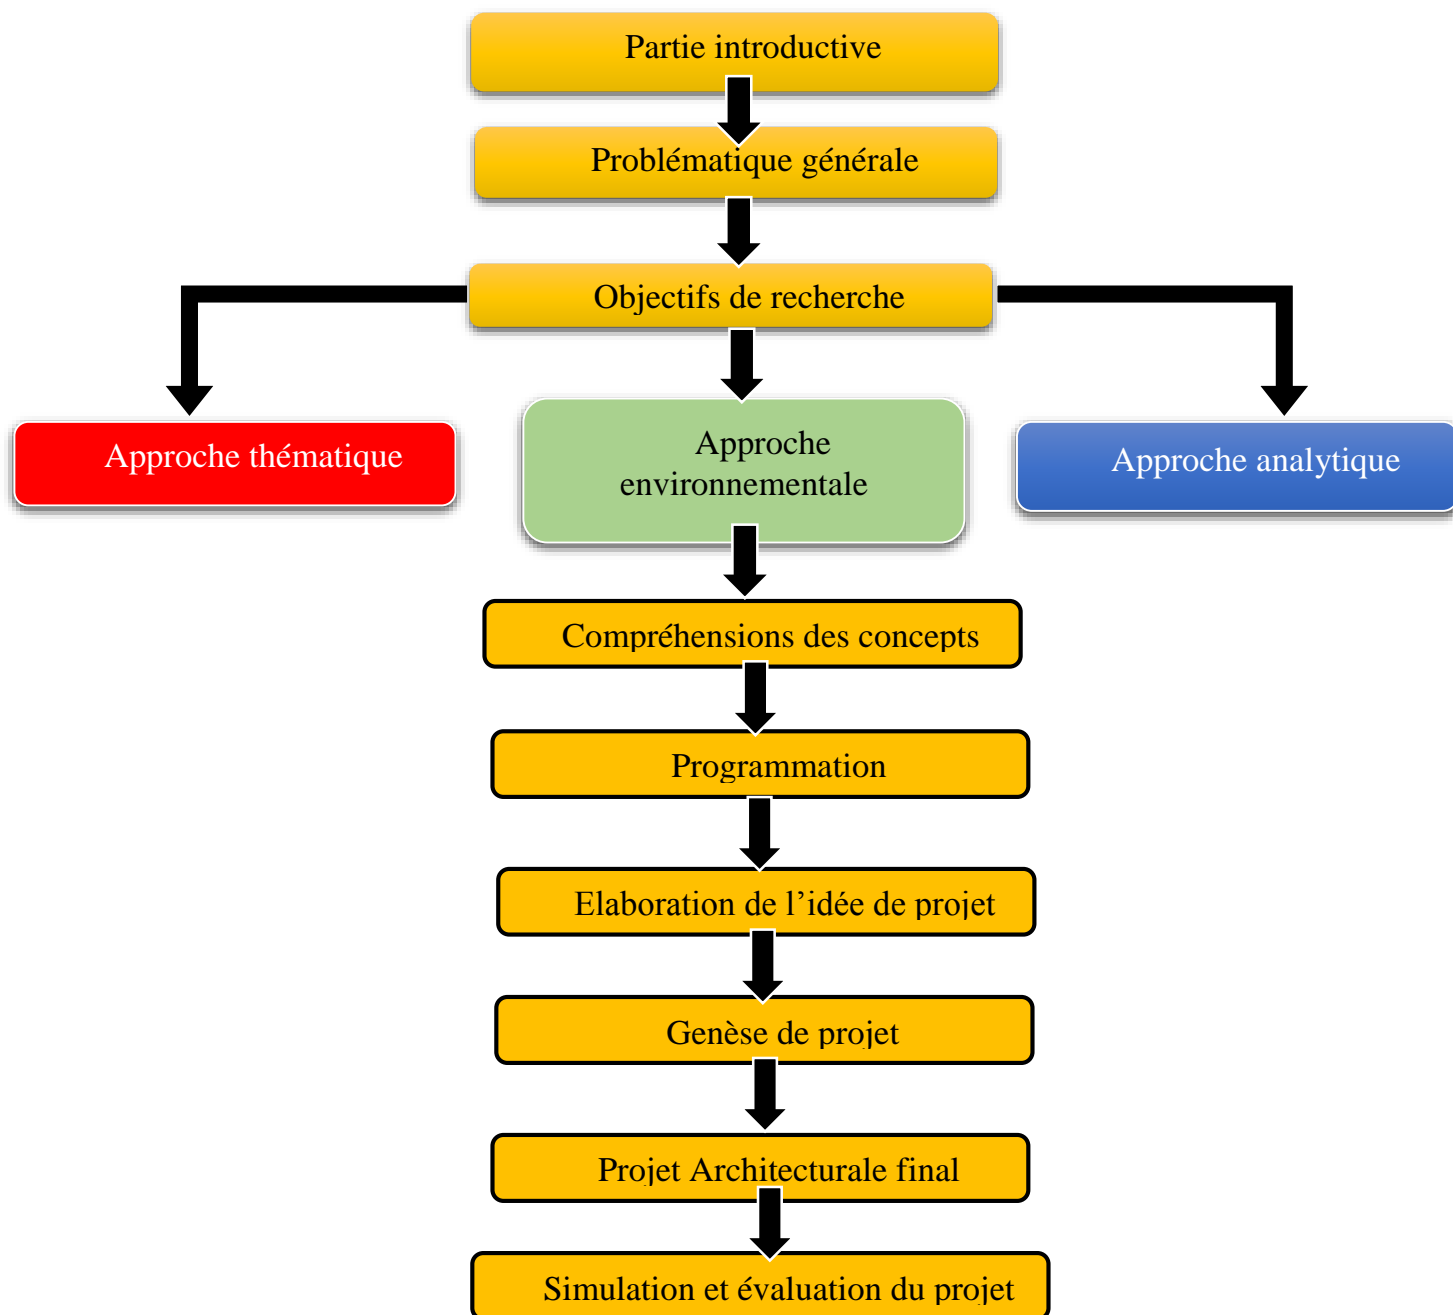 Partie introductive
Problématique générale
Objectifs de recherche
Approche thématique
Approche
environnementale
Approche analytique
Compréhensions des concepts
Programmation
Elaboration de l’idée de projet
Genèse de projet
Projet Architecturale final
Simulation et évaluation du projet